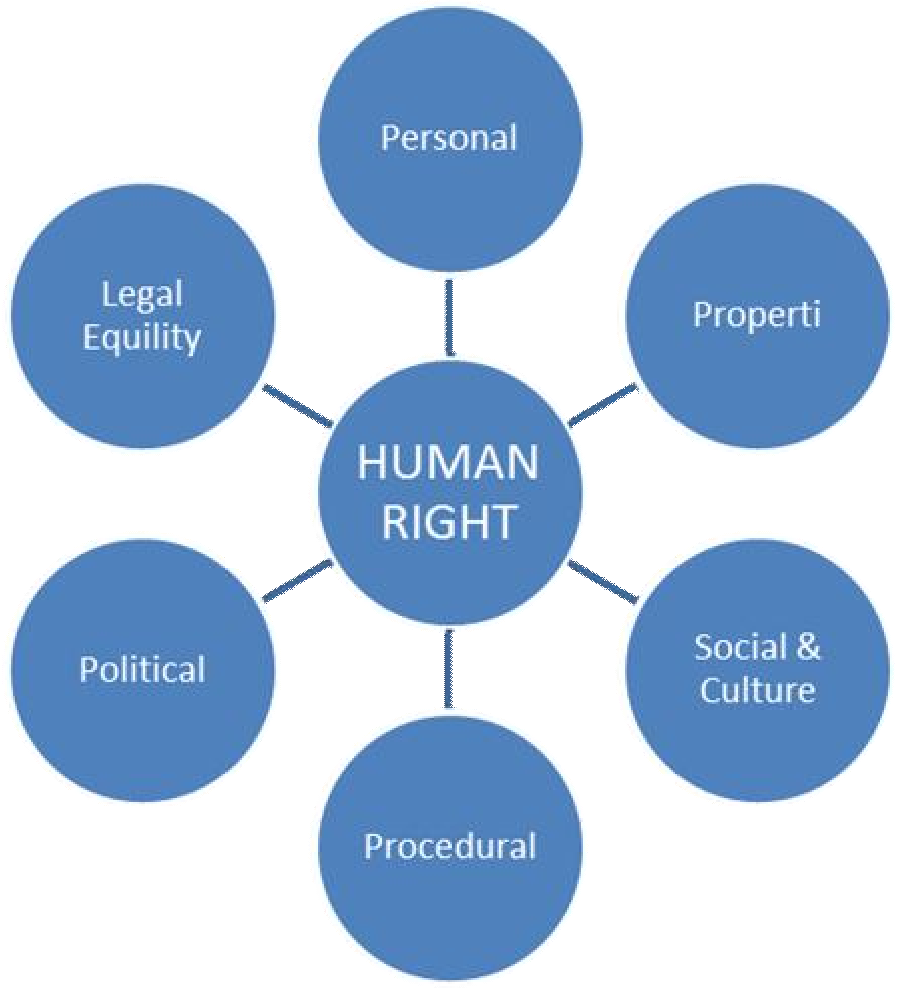 Personal
Legal
Equility
Properti
HUMAN
RIGHT
Political
Social &
Culture
Procedural